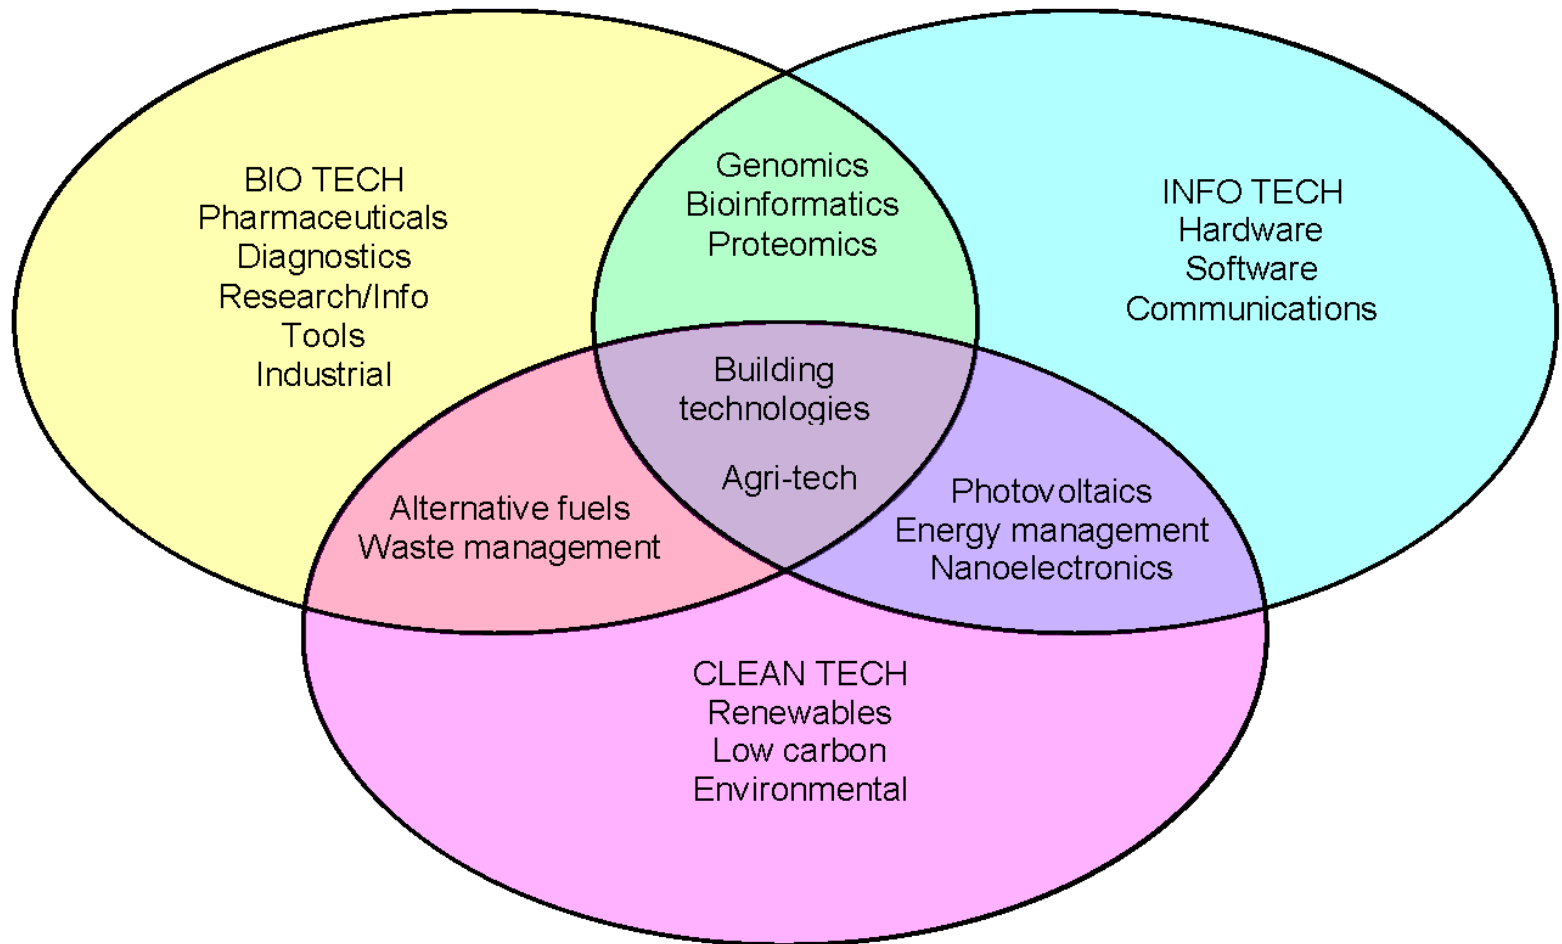 BIO TECH
Pharmaceuticals
Diagnostics
Research/Info
Tools
Industrial
Genomics
Bioinformatics
Proteomics
INFO TECH
Hardware
Software
Communications
Building
technologies
Agri-tech
Alternative fuels
Waste management
Photovoltaics
Energy management
Nanoelectronics
CLEAN TECH
Renewables
Low carbon
Environmental